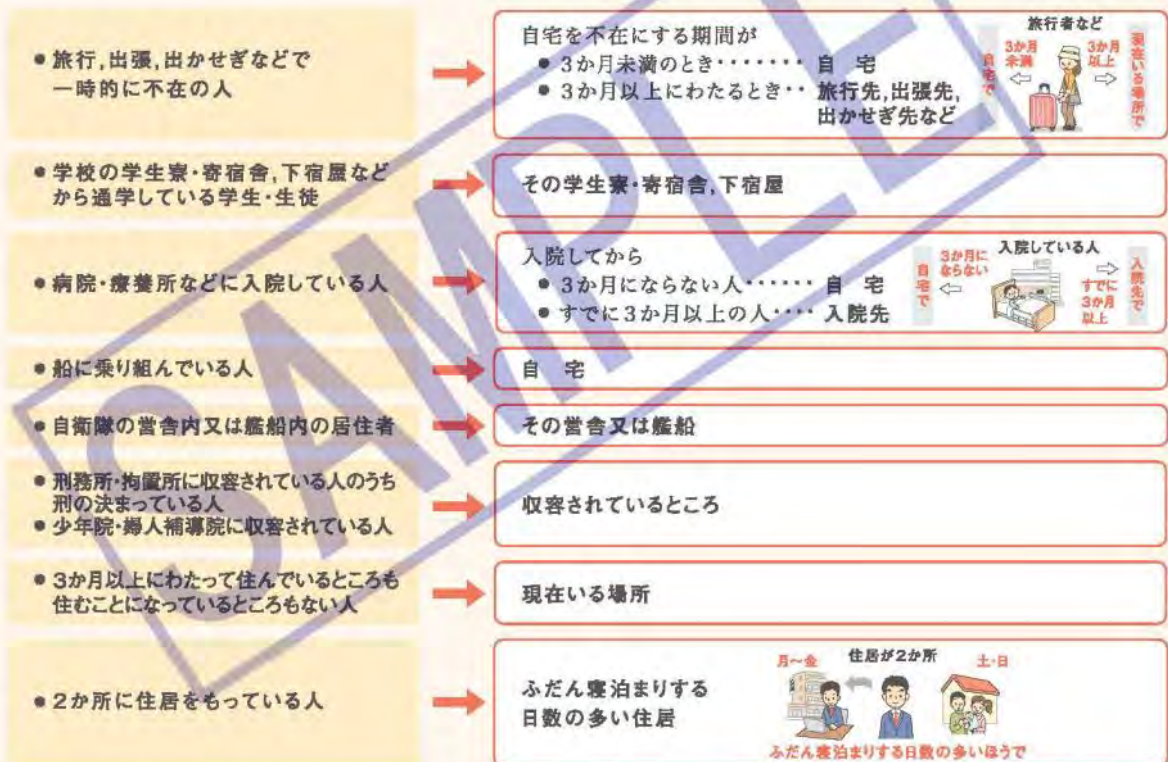 ● 旅行,出張,出かせぎなどで
一時的に不在の人
自宅を不在にする期間が
● 3か月未満のとき・・・・・・・ 自 宅
● 3か月以上にわたるとき・・ 旅行先,出張先,
出かせぎ先など
旅行者など
自宅で
3か月
未満
3か月
以上
現在いる場所で
● 学校の学生寮・寄宿舎,下宿屋など
から通学している学生・生徒
その学生寮・寄宿舎,下宿屋
● 病院・療養所などに入院している人
入院してから
● 3か月にならない人・・・・・・ 自 宅
● すでに3か月以上の人・・・・ 入院先
入院している人
自宅で
3か月に
ならない
すでに
3か月
以上
入院先で
● 船に乗り組んでいる人
自 宅
● 自衛隊の営舎内又は艦船内の居住者
その営舎又は艦船
● 刑務所・拘置所に収容されている人のうち
刑の決まっている人
● 少年院・婦人補導院に収容されている人
収容されているところ
● 3か月以上にわたって住んでいるところも
住むことになっているところもない人
現在いる場所
● 2か所に住居をもっている人
ふだん寝泊まりする
日数の多い住居
月~金
住居が2か所
土・日
ふだん寝泊まりする日数の多いほうで
SAMPLE